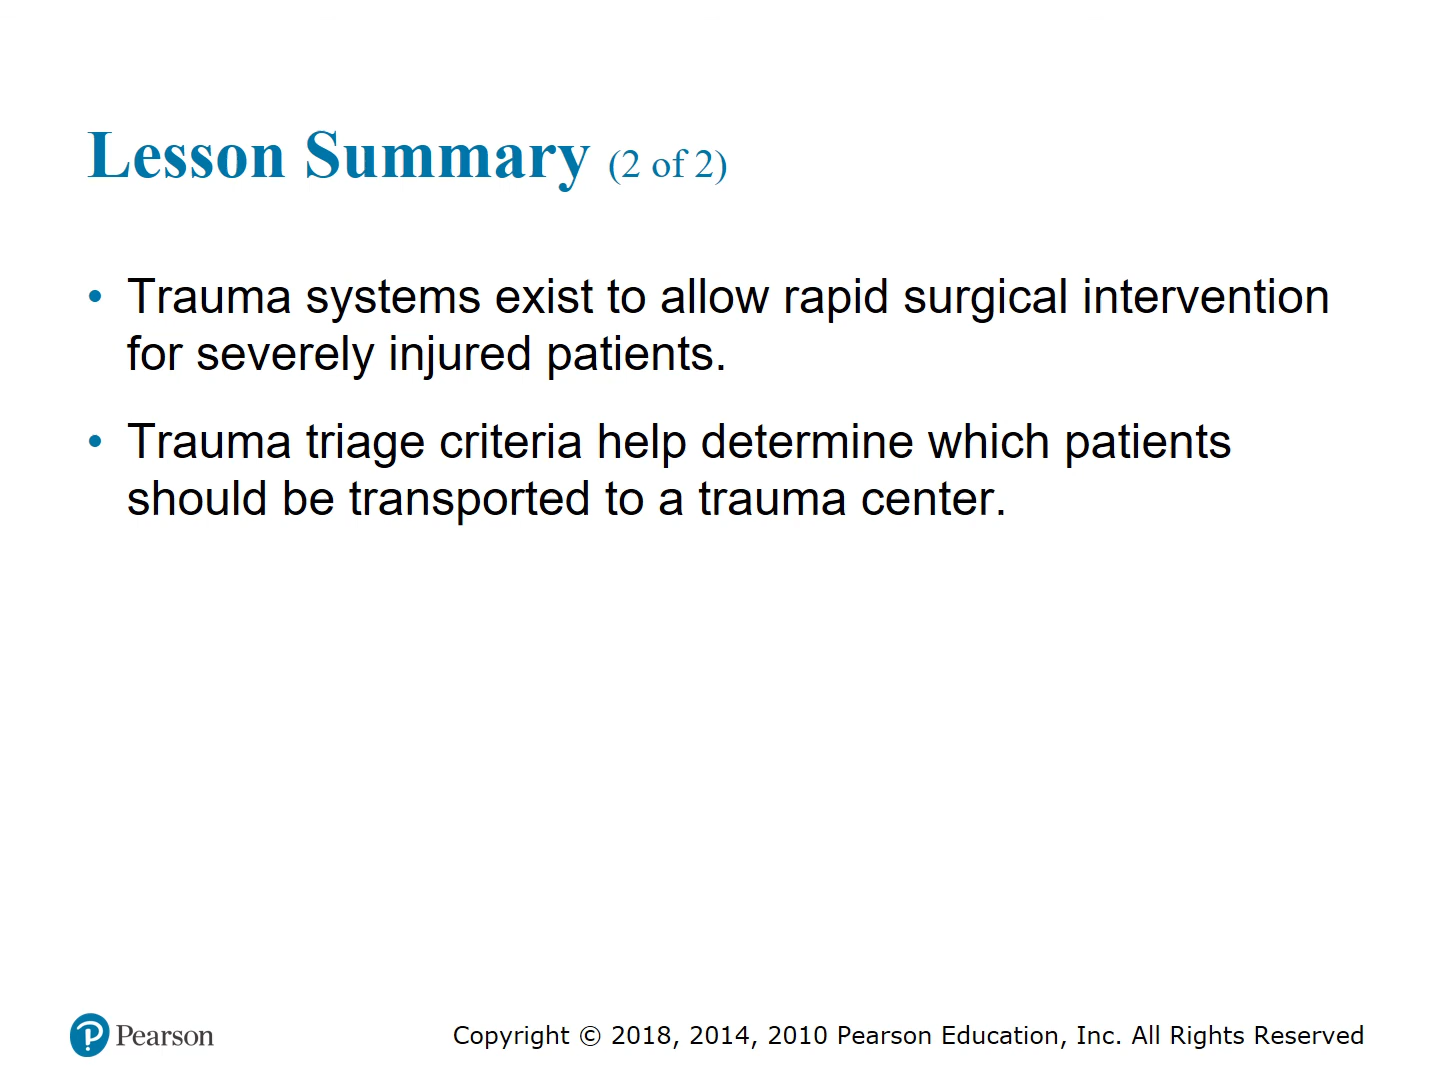 Lesson Summary (2 of 2)
• Trauma systems exist to allow rapid surgical intervention
for severely injured patients.
• Trauma triage criteria help determine which patients
should be transported to a trauma center.
Pearson
Copyright © 2018, 2014, 2010 Pearson Education, Inc. All Rights Reserved